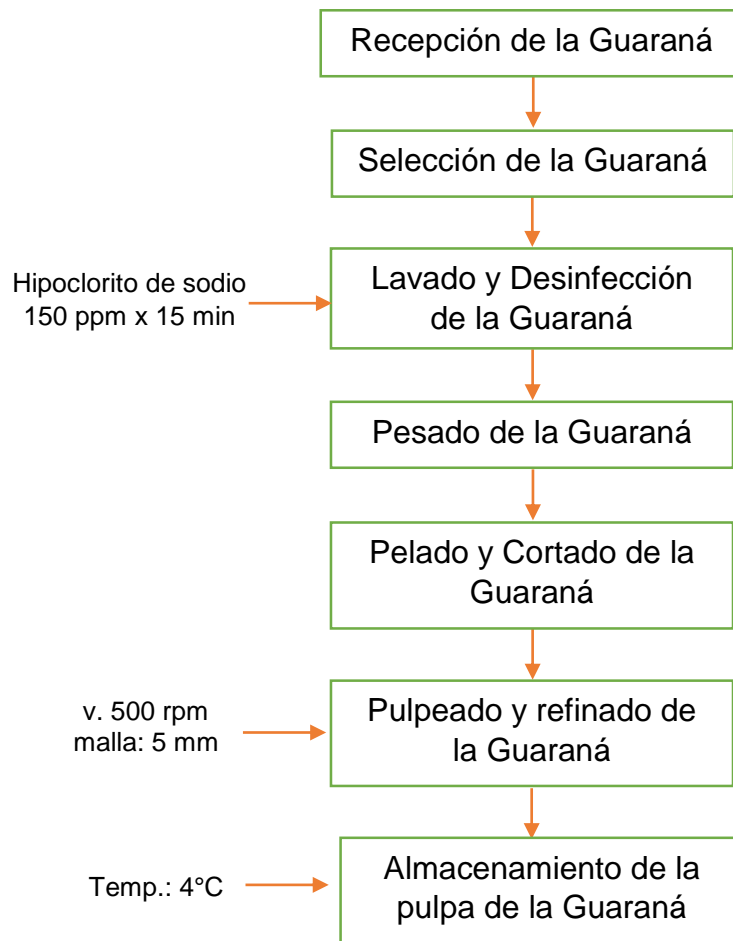 Recepción de la Guaraná
Selección de la Guaraná
Hipoclorito de sodio
150 ppm x 15 min
Lavado y Desinfección
de la Guaraná
Pesado de la Guaraná
Pelado y Cortado de la
Guaraná
v. 500 rpm
malla: 5 mm
Pulpeado y refinado de
la Guaraná
Temp.: 4°C
Almacenamiento de la
pulpa de la Guaraná